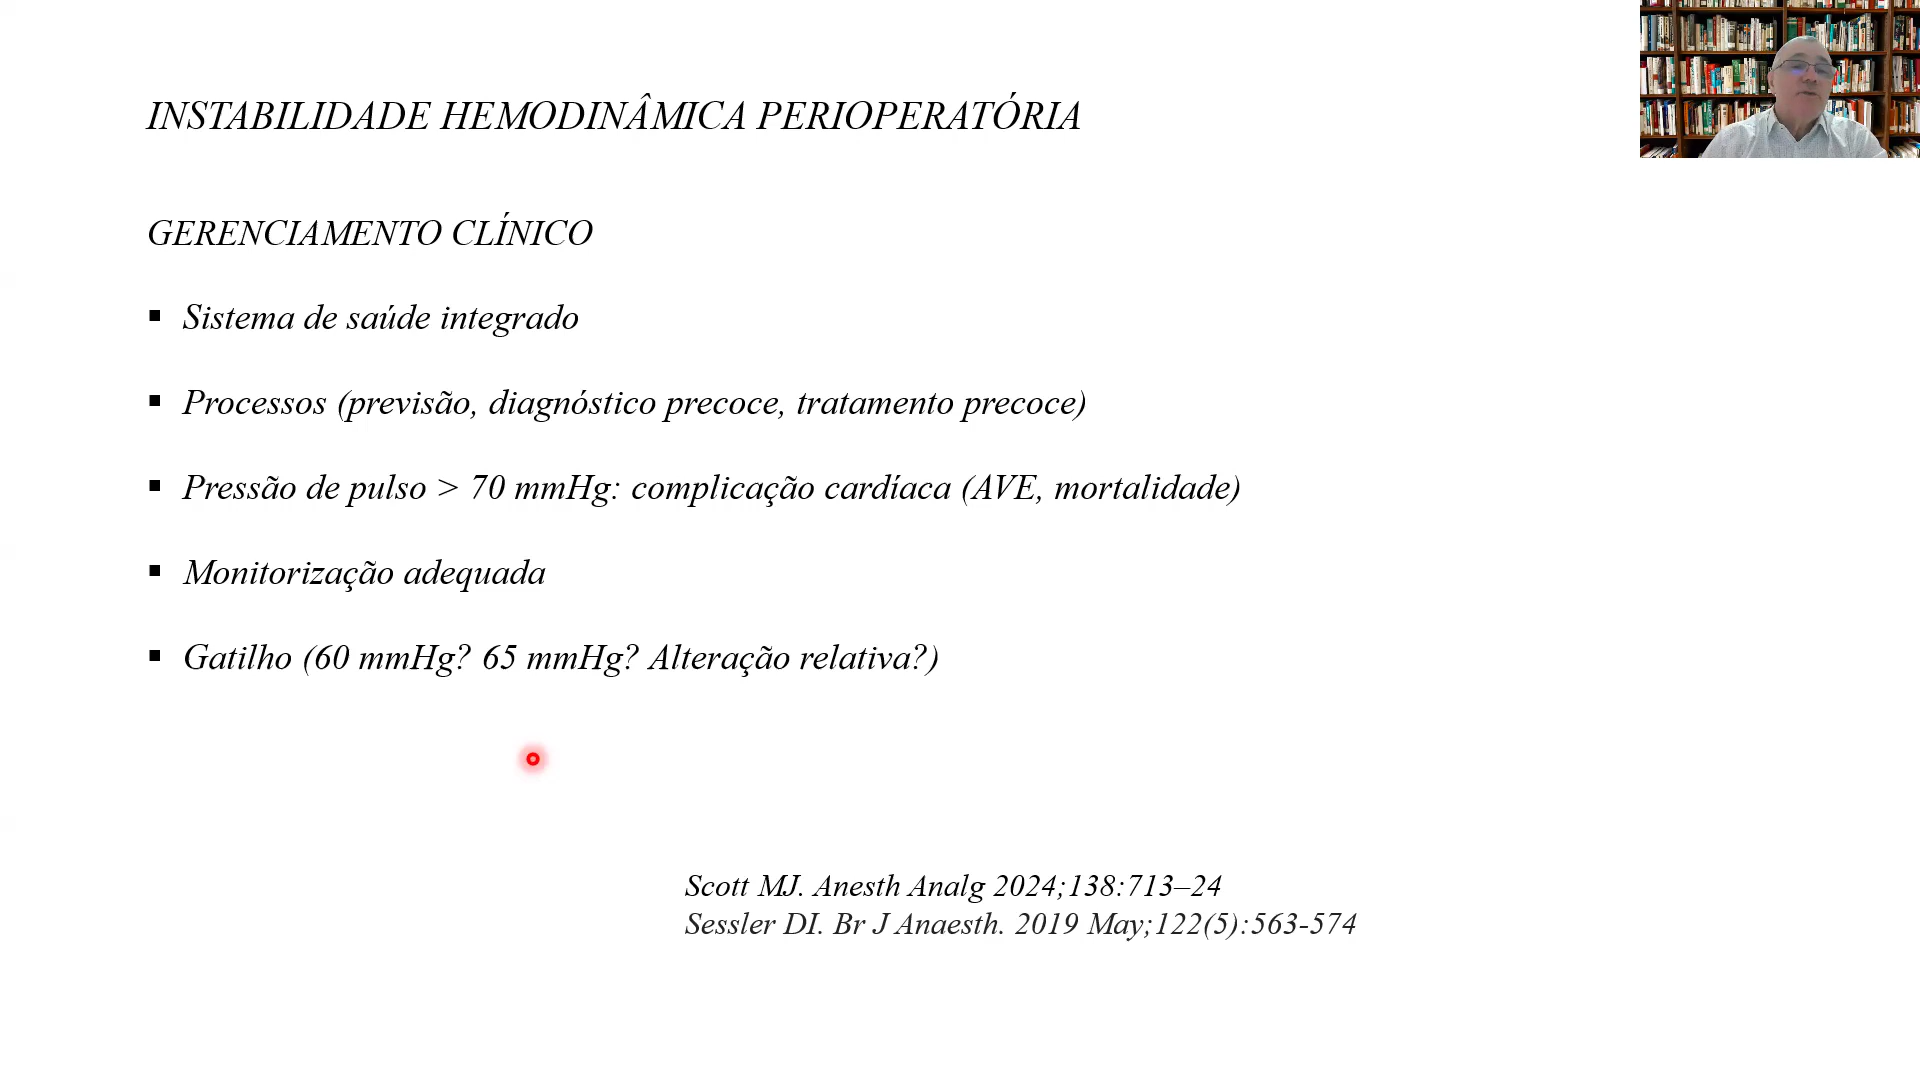 INSTABILIDADE HEMODINÂMICA PERIOPERATÓRIA
GERENCIAMENTO CLÍNICO
▪ Sistema de saúde integrado
▪ Processos (previsão, diagnóstico precoce, tratamento precoce)
▪ Pressão de pulso > 70 mmHg: complicação cardíaca (AVE, mortalidade)
▪ Monitorização adequada
▪ Gatilho (60 mmHg? 65 mmHg? Alteração relativa?)
Scott MJ. Anesth Analg 2024;138:713–24
Sessler DI. Br J Anaesth. 2019 May;122(5):563-574